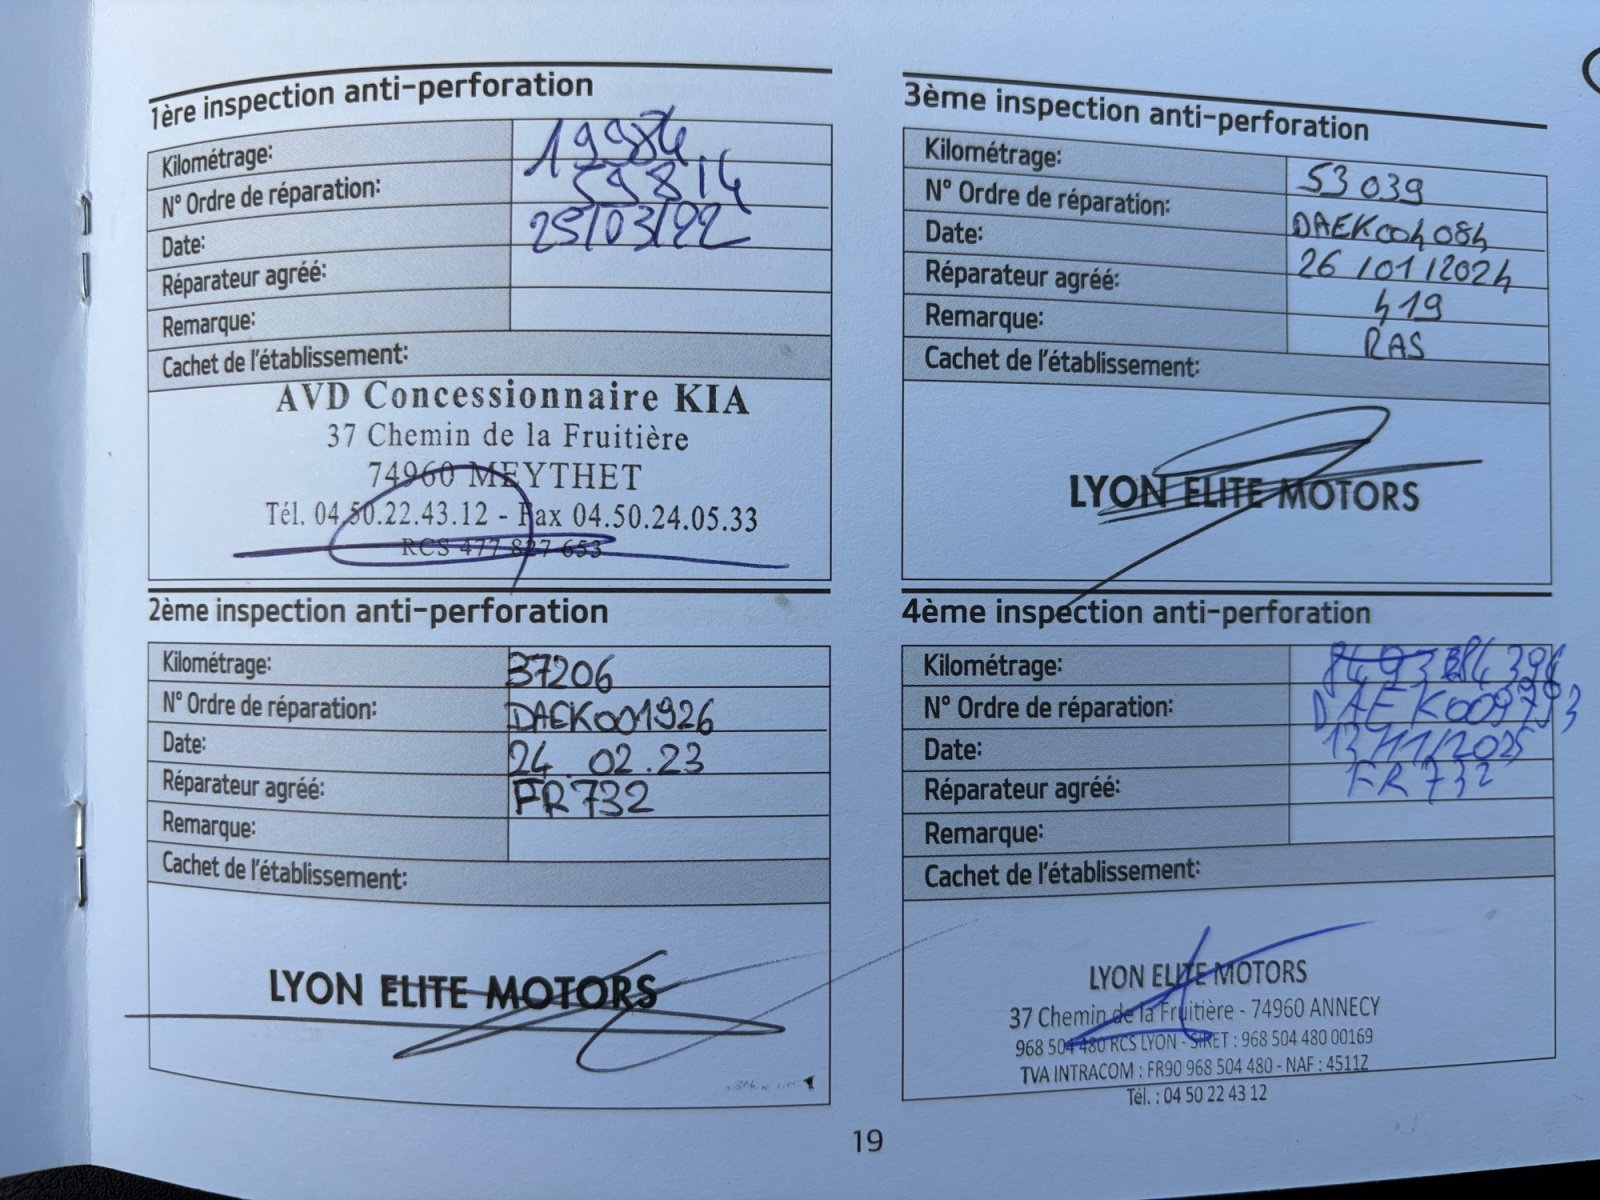 1ère inspection anti-perforation
Kilométrage: 19984
N° Ordre de réparation: 59814
Date: 25/03/22
Réparateur agréé:
Remarque:
Cachet de l'établissement:
AVD Concessionnaire KIA
37 Chemin de la Fruitière
74960 MEYTHET
Tél. 04.50.22.43.12 - Fax 04.50.24.05.33
RCS 477 827 653
2ème inspection anti-perforation
Kilométrage: 37206
N° Ordre de réparation: DAEK001926
Date: 24.02.23
Réparateur agréé: FR732
Remarque:
Cachet de l'établissement:
LYON ELITE MOTORS
3ème inspection anti-perforation
Kilométrage: 53 039
N° Ordre de réparation: DAEK004084
Date: 26/01/2024
Réparateur agréé: 419
Remarque: RAS
Cachet de l'établissement:
LYON ELITE MOTORS
4ème inspection anti-perforation
Kilométrage:
N° Ordre de réparation:
Date:
Réparateur agréé: FR732
Remarque:
Cachet de l'établissement:
LYON ELITE MOTORS
37 Chemin de la Fruitière - 74960 ANNECY
968 504 480 RCS LYON - SIRET : 968 504 480 00169
TVA INTRACOM : FR90 968 504 480 - NAF : 4511Z
Tél. : 04 50 22 43 12
19